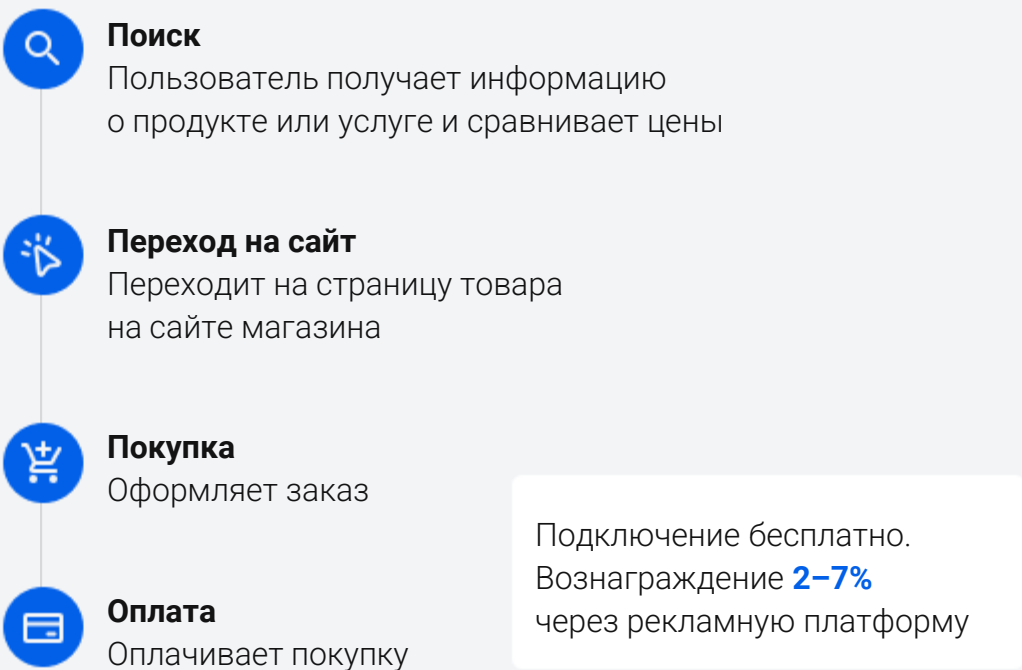 Поиск
Пользователь получает информацию
о продукте или услуге и сравнивает цены
Переход на сайт
Переходит на страницу товара
на сайте магазина
Покупка
Оформляет заказ
Подключение бесплатно.
Вознаграждение 2–7%
через рекламную платформу
Оплата
Оплачивает покупку